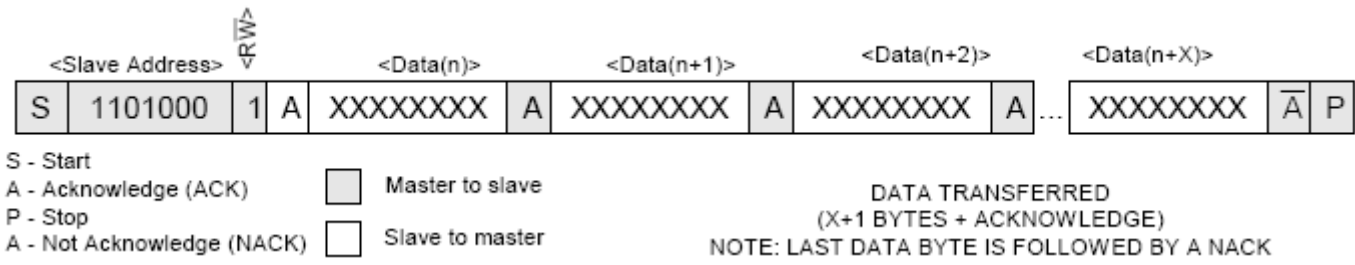 <Slave Address> <RW̅> <Data(n)> <Data(n+1)> <Data(n+2)> <Data(n+X)>
S 1101000 1 A XXXXXXXX A XXXXXXXX A XXXXXXXX A ... XXXXXXXX A̅ P
S - Start
A - Acknowledge (ACK) Master to slave DATA TRANSFERRED
P - Stop (X+1 BYTES + ACKNOWLEDGE)
A - Not Acknowledge (NACK) Slave to master NOTE: LAST DATA BYTE IS FOLLOWED BY A NACK